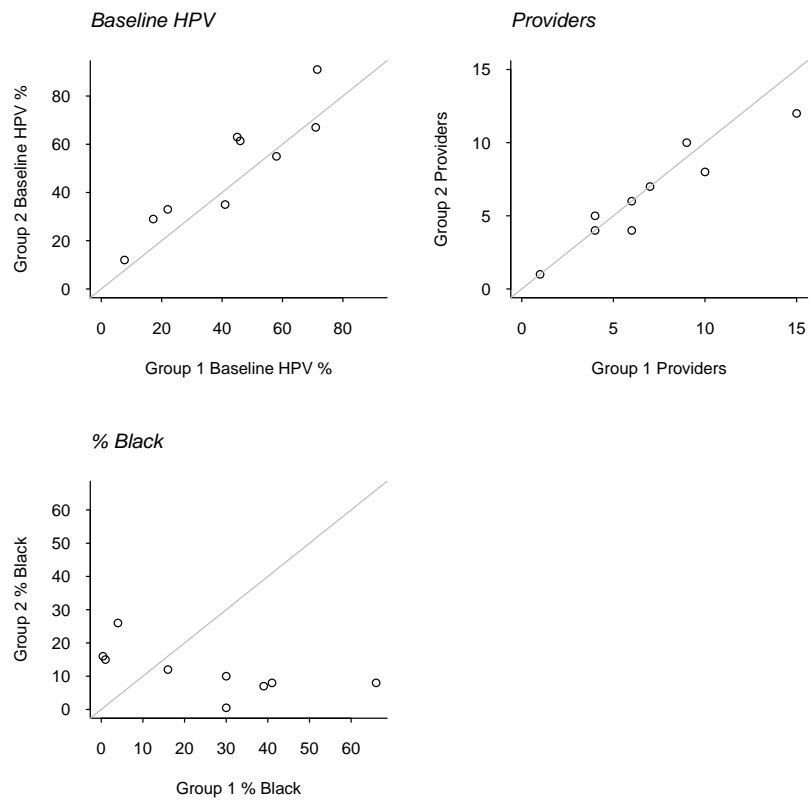 Baseline HPV
Group 2 Baseline HPV %
80
60
40
20
0
0 20 40 60 80
Group 1 Baseline HPV %
Providers
Group 2 Providers
15
10
5
0
0 5 10 15
Group 1 Providers
% Black
Group 2 % Black
60
50
40
30
20
10
0
0 10 20 30 40 50 60
Group 1 % Black